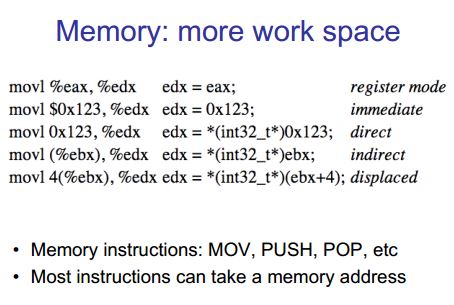 Memory: more work space
movl %eax, %edx edx = eax; register mode
movl $0x123, %edx edx = 0x123; immediate
movl 0x123, %edx edx = *(int32_t*)0x123; direct
movl (%ebx), %edx edx = *(int32_t*)ebx; indirect
movl 4(%ebx), %edx edx = *(int32_t*)(ebx+4); displaced
• Memory instructions: MOV, PUSH, POP, etc
• Most instructions can take a memory address